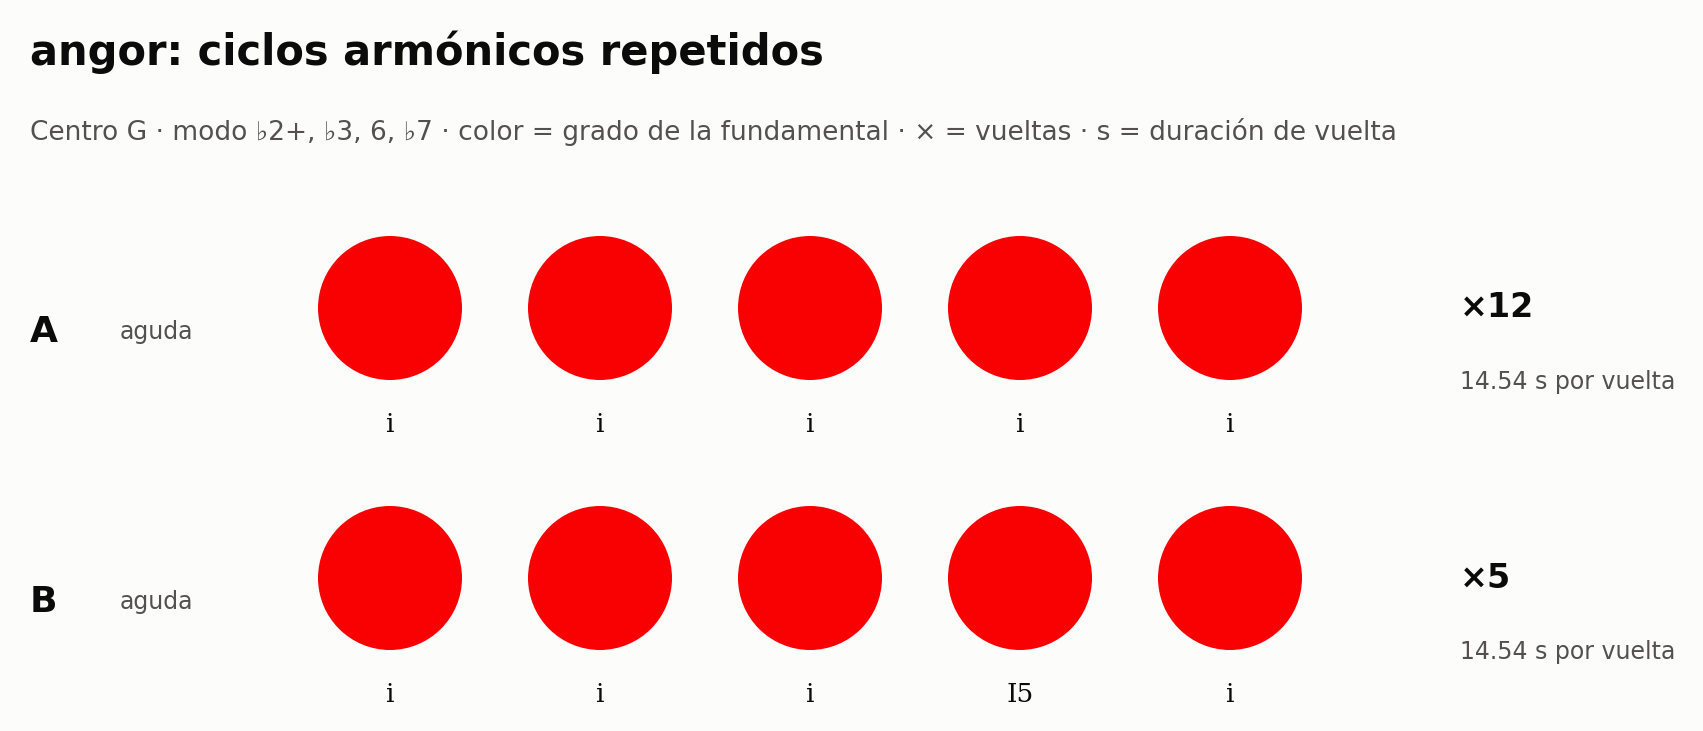 angor: ciclos armónicos repetidos
Centro G · modo ♭2+, ♭3, 6, ♭7 · color = grado de la fundamental · × = vueltas · s = duración de vuelta
A aguda ×12
14.54 s por vuelta
i i i i i
B aguda ×5
14.54 s por vuelta
i i i I5 i